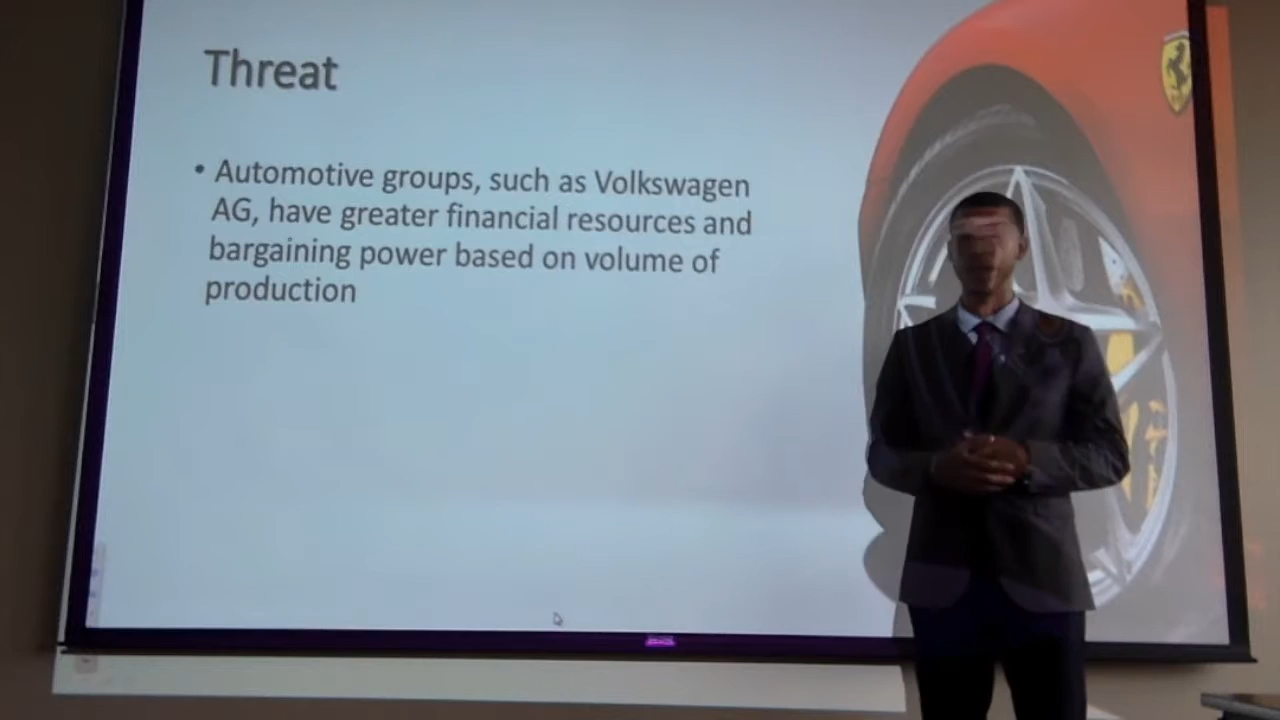 Threat
• Automotive groups, such as Volkswagen
AG, have greater financial resources and
bargaining power based on volume of
production